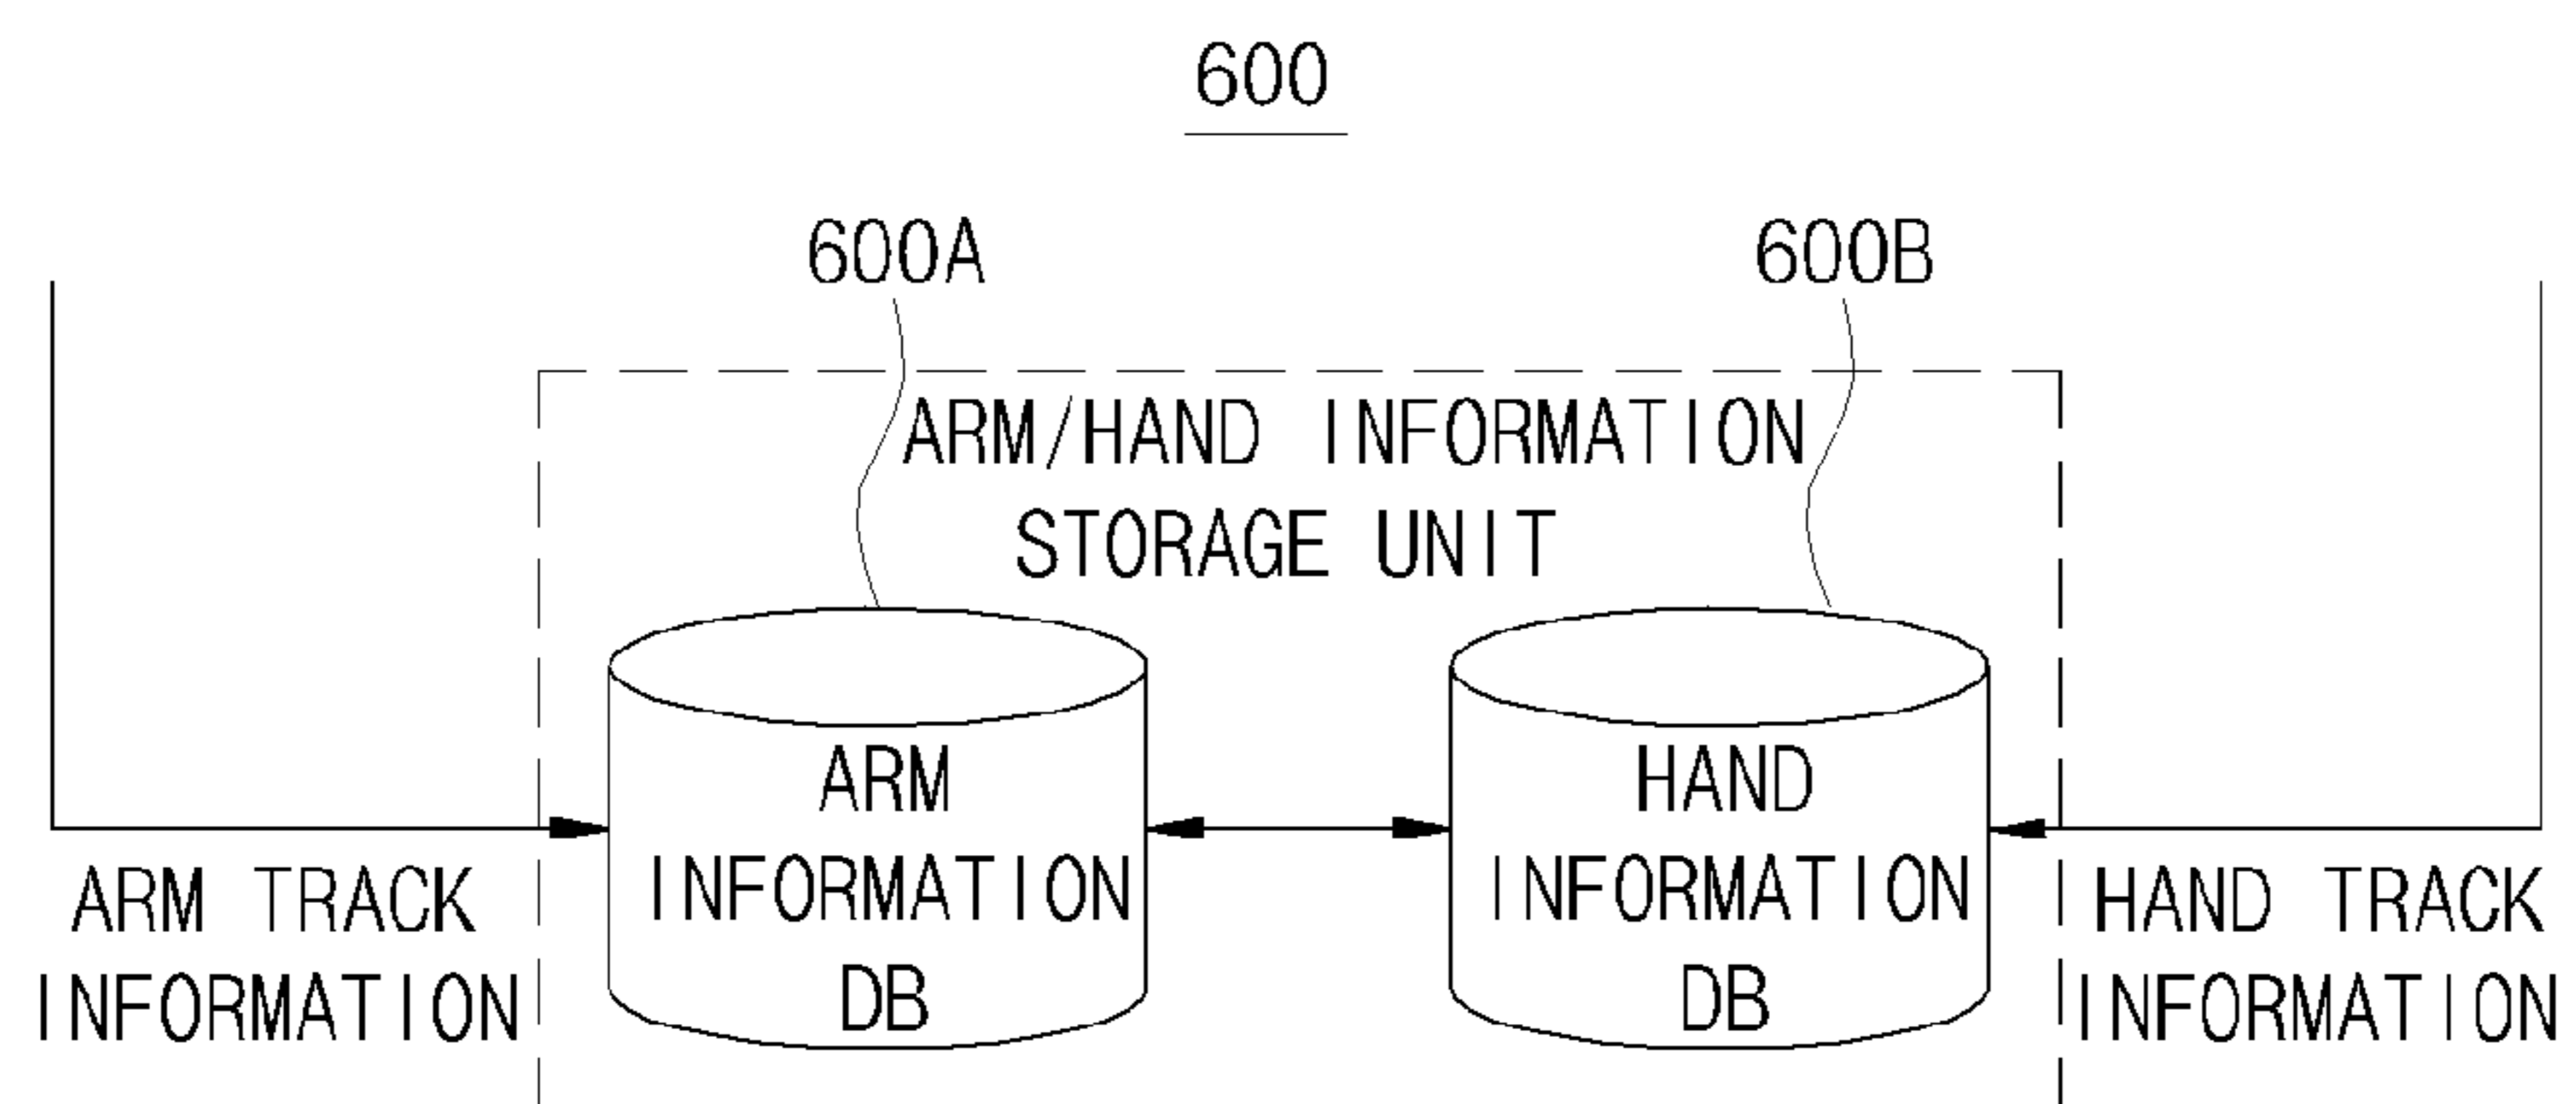 600
600A
600B
ARM/HAND INFORMATION
STORAGE UNIT
ARM
INFORMATION
DB
HAND
INFORMATION
DB
ARM TRACK
INFORMATION
HAND TRACK
INFORMATION